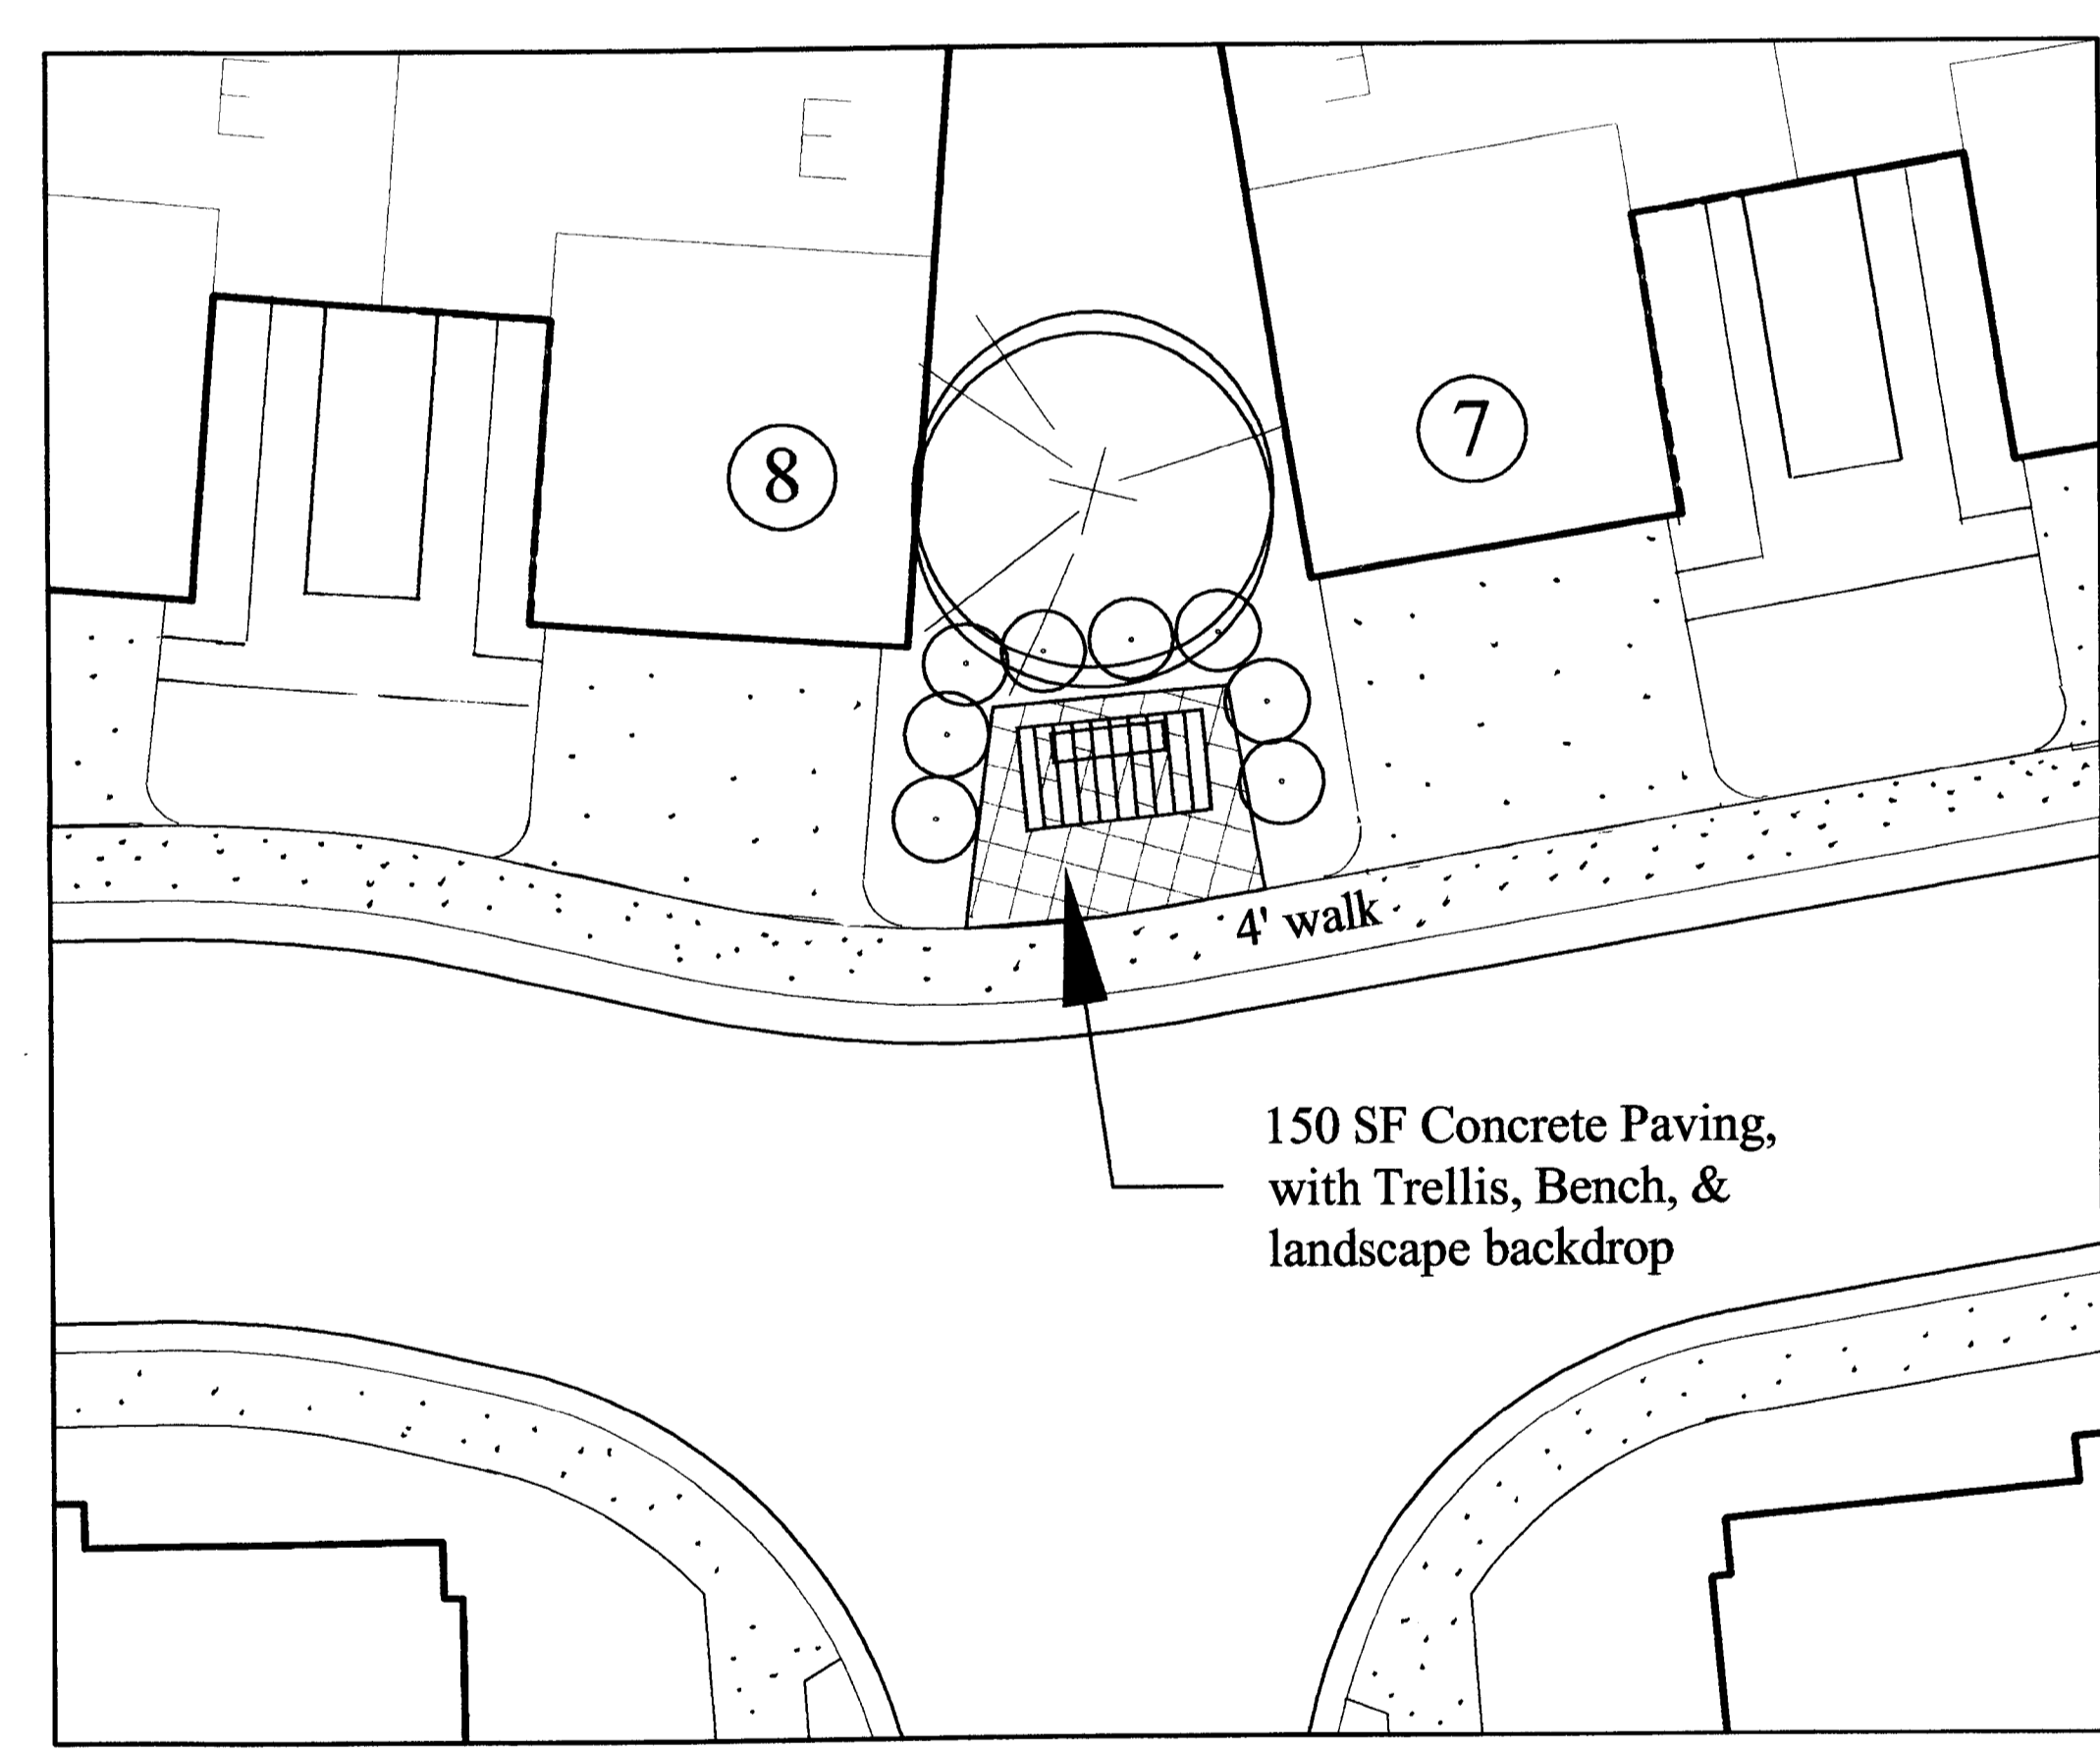 E
E
8
7
4' walk
150 SF Concrete Paving,
with Trellis, Bench, &
landscape backdrop